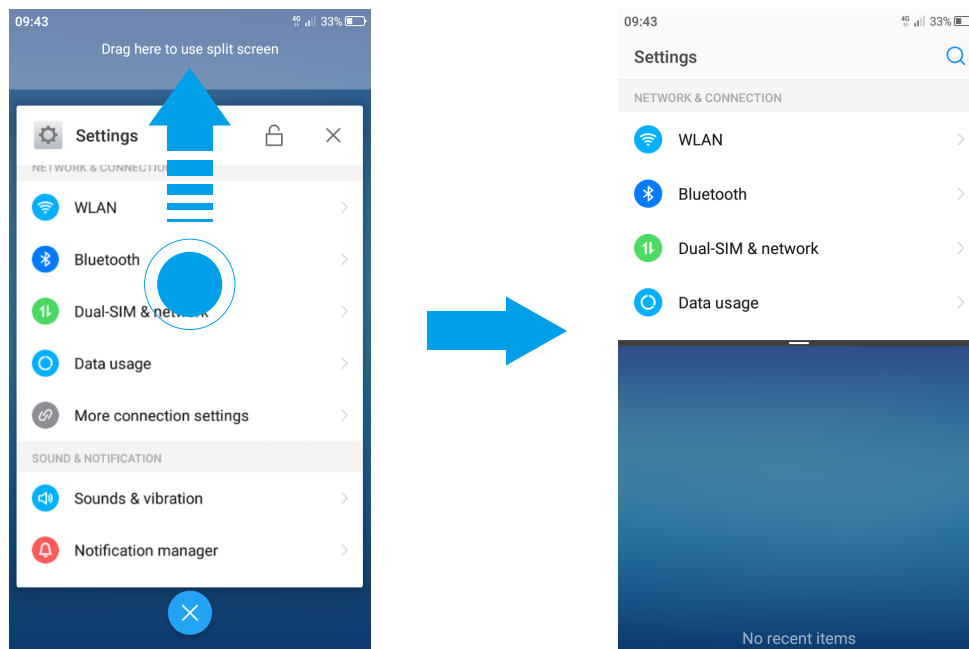 09:43
4G
33%
Drag here to use split screen
Settings
NETWORK & CONNECTION
WLAN
Bluetooth
Dual-SIM & network
Data usage
More connection settings
SOUND & NOTIFICATION
Sounds & vibration
Notification manager
09:43
4G
33%
Settings
NETWORK & CONNECTION
WLAN
Bluetooth
Dual-SIM & network
Data usage
No recent items